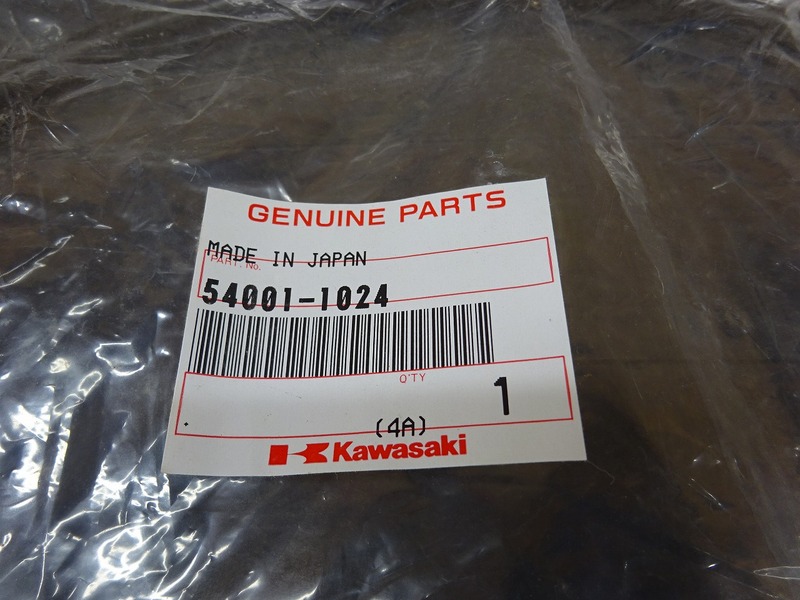 GENUINE PARTS
MADE IN JAPAN
PART. No.
54001-1024
Q'TY
1
(4A)
Kawasaki